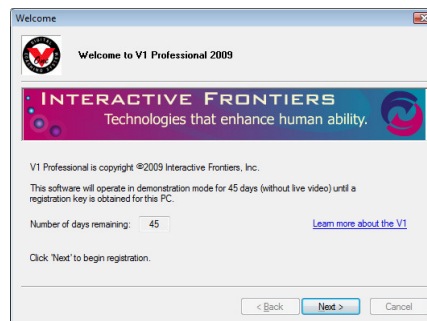 Welcome
Welcome to V1 Professional 2009
INTERACTIVE FRONTIERS
Technologies that enhance human ability.
V1 Professional is copyright ©2009 Interactive Frontiers, Inc.
This software will operate in demonstration mode for 45 days (without live video) until a
registration key is obtained for this PC.
Number of days remaining: 45
Learn more about the V1
Click 'Next' to begin registration.
< Back Next > Cancel